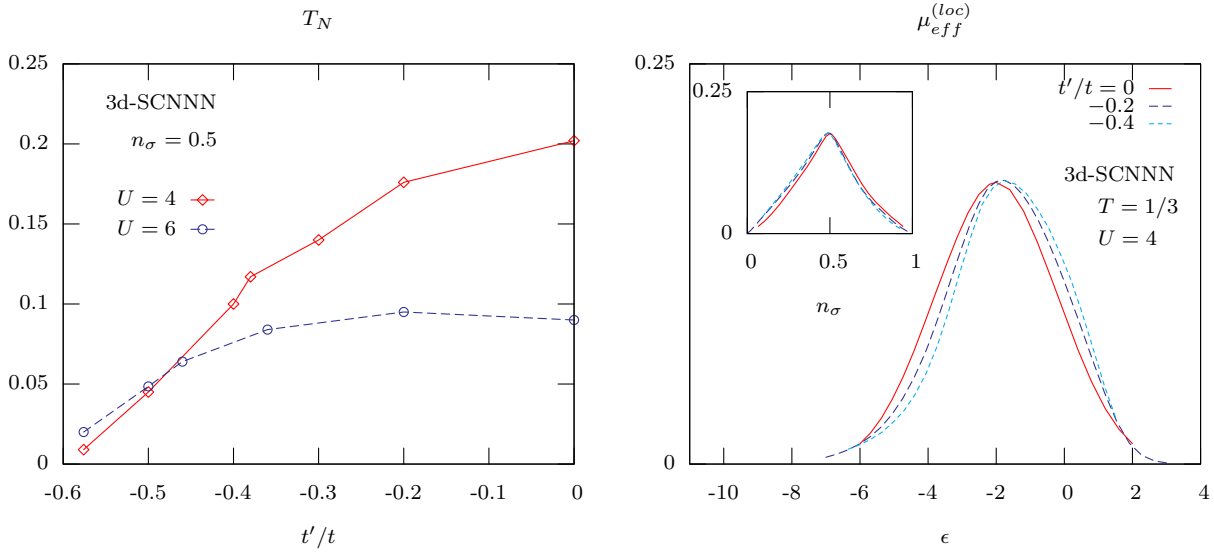 T_N
0.25
0.2
0.15
0.1
0.05
0
3d-SCNNN
n_σ = 0.5
U = 4
U = 6
-0.6 -0.5 -0.4 -0.3 -0.2 -0.1 0
t′/t
μ_{eff}^{(loc)}
0.25
0
0.25
0
0 0.5 1
n_σ
t′/t = 0
−0.2
−0.4
3d-SCNNN
T = 1/3
U = 4
-10 -8 -6 -4 -2 0 2 4
ϵ